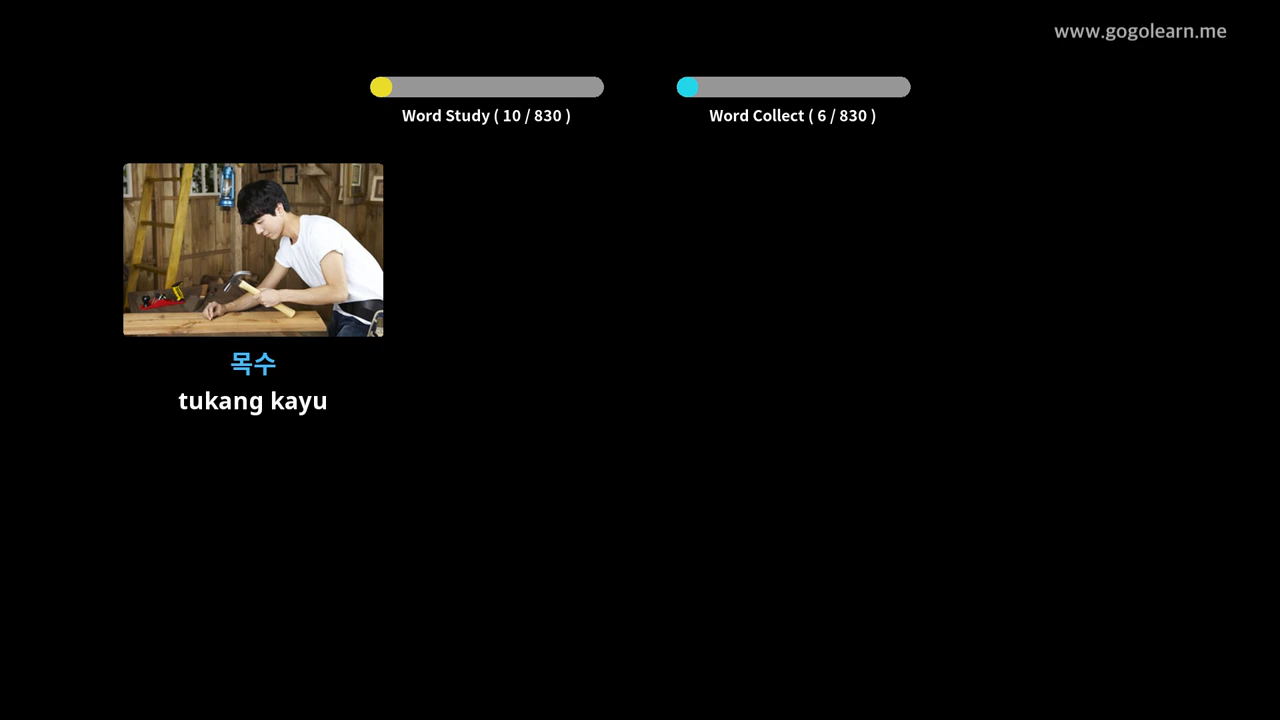 www.gogolearn.me
Word Study ( 10 / 830 )
Word Collect ( 6 / 830 )
목수
tukang kayu